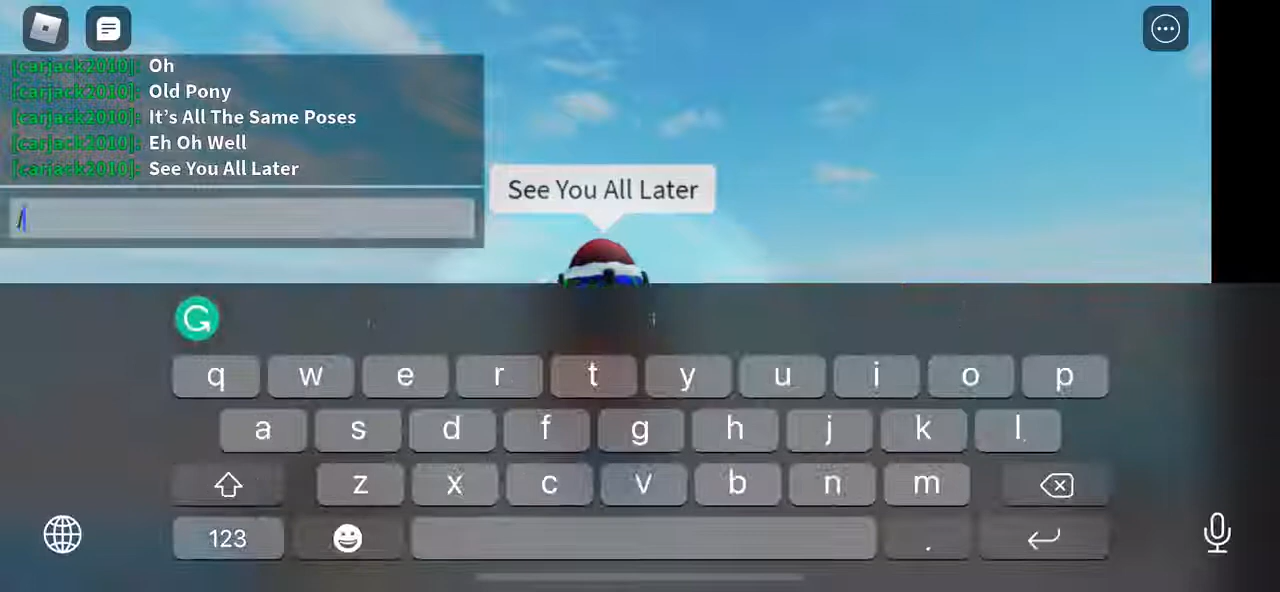 [carjack2010]: Oh
[carjack2010]: Old Pony
[carjack2010]: It's All The Same Poses
[carjack2010]: Eh Oh Well
[carjack2010]: See You All Later
See You All Later
/
q w e r t y u i o p
a s d f g h j k l
z x c v b n m
123 .